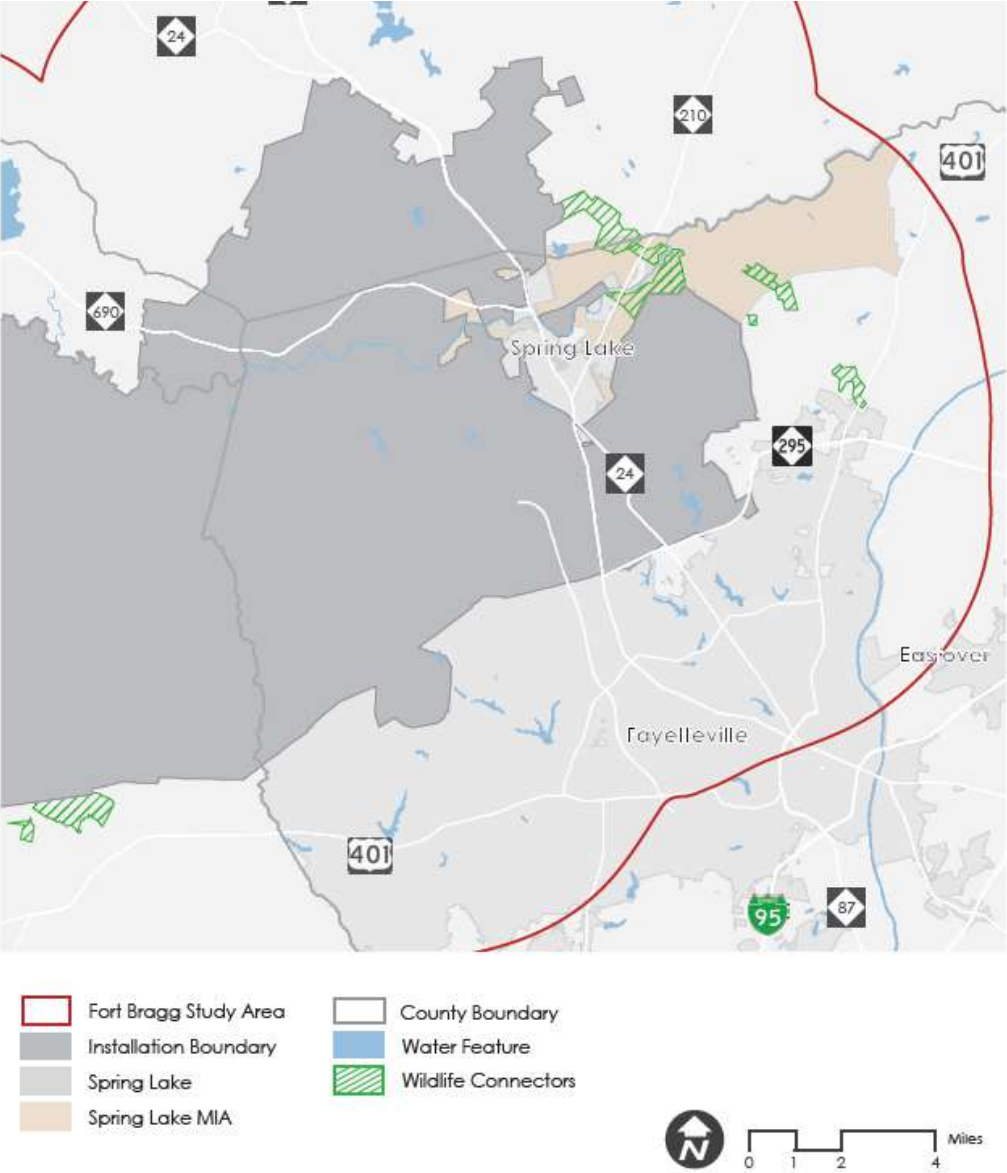 24
210
401
690
Spring Lake
295
24
Eastover
Fayetteville
401
95
87
Fort Bragg Study Area
County Boundary
Installation Boundary
Water Feature
Spring Lake
Wildlife Connectors
Spring Lake MIA
N
Miles
0 1 2 4